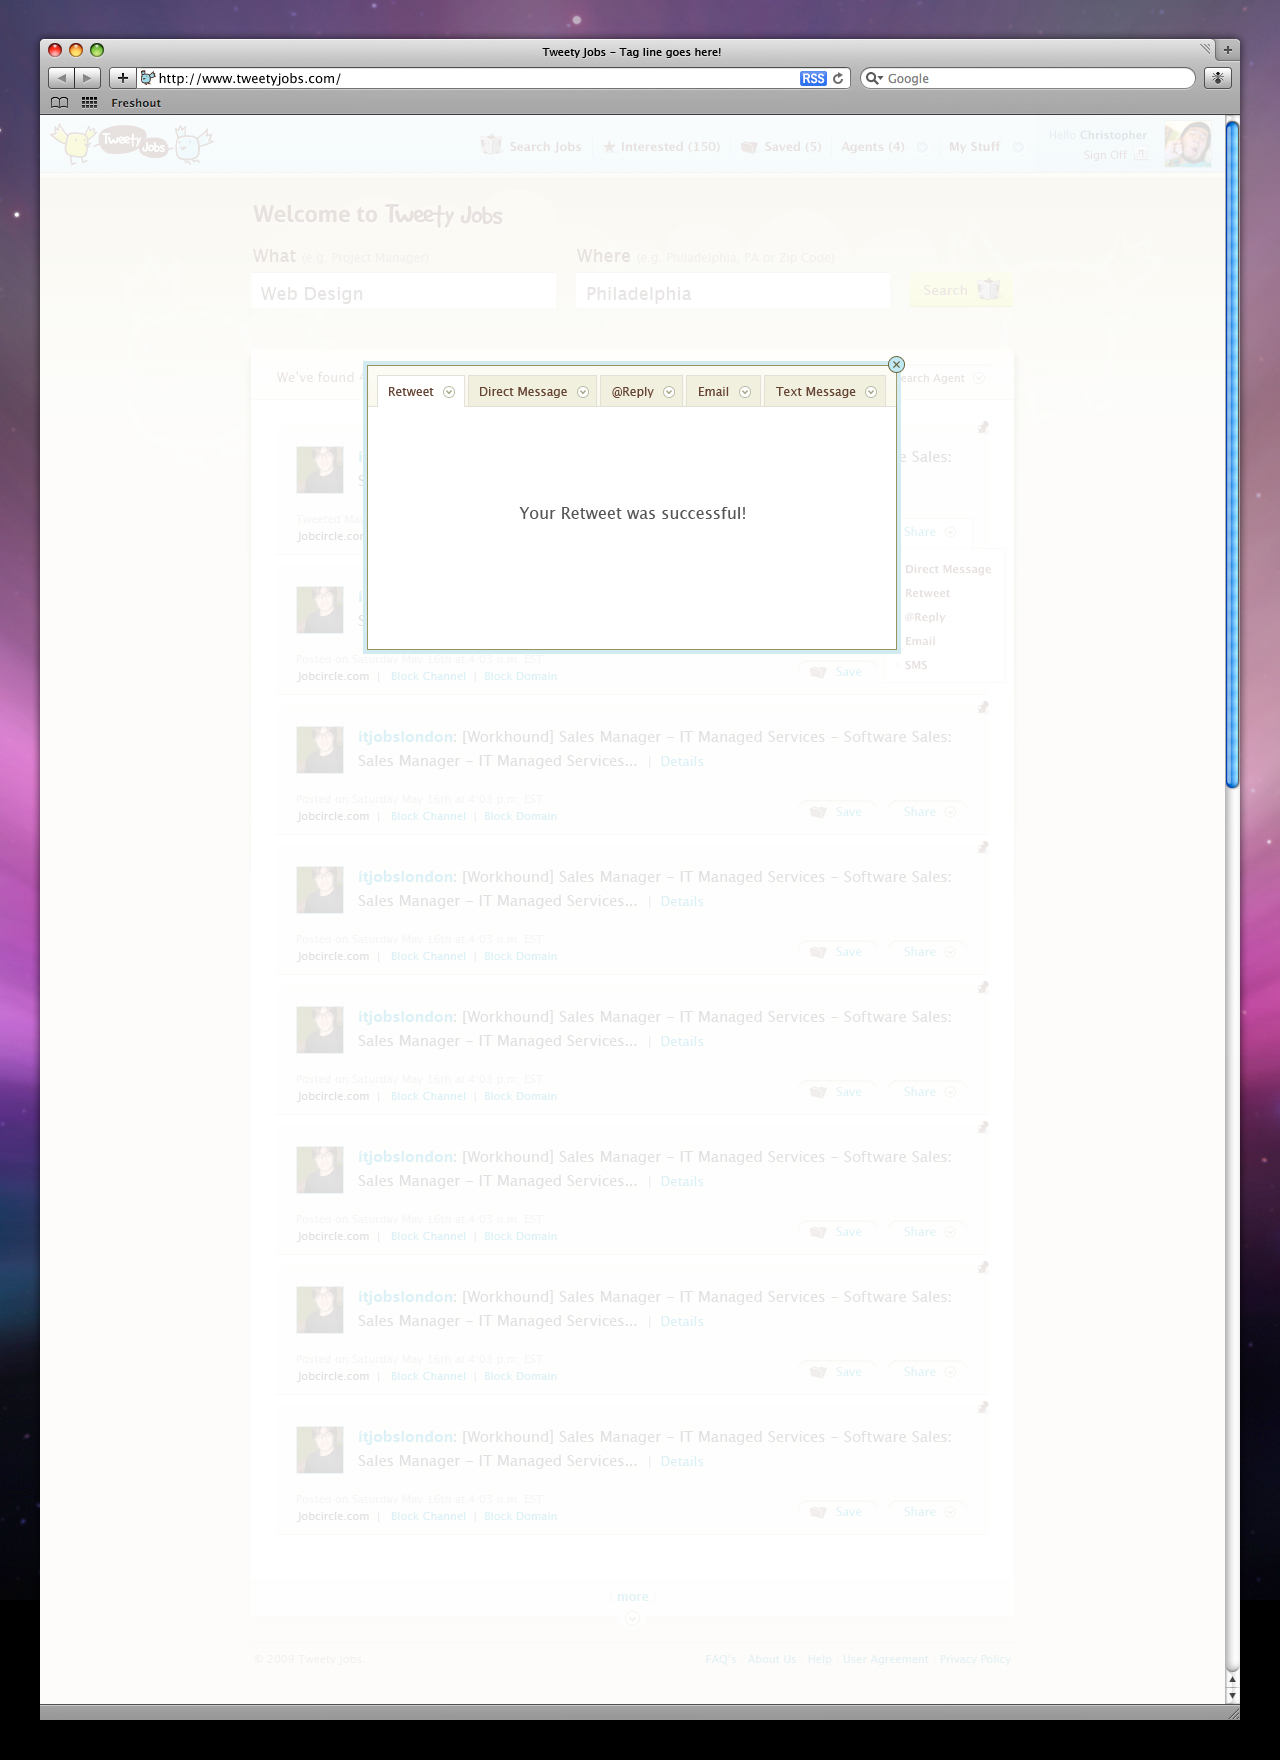 Tweety Jobs – Tag line goes here!
http://www.tweetyjobs.com/
RSS
Google
Freshout
Tweety Jobs
Search Jobs
Interested (150)
Saved (5)
Agents (4)
My Stuff
Hello Christopher
Sign Off
Welcome to Tweety Jobs
What (e.g. Project Manager)
Where (e.g. Philadelphia, PA or Zip Code)
Web Design
Philadelphia
Search
We've found
earch Agent
Retweet
Direct Message
@Reply
Email
Text Message
Your Retweet was successful!
e Sales:
Tweeted
Jobcircle.co
Share
Direct Message
Retweet
@Reply
Email
SMS
Posted on Saturday May 16th at 4:03 p.m. EST
Jobcircle.com | Block Channel | Block Domain
Save
itjobslondon: [Workhound] Sales Manager – IT Managed Services – Software Sales:
Sales Manager – IT Managed Services... | Details
Posted on Saturday May 16th at 4:03 p.m. EST
Jobcircle.com | Block Channel | Block Domain
Save
Share
itjobslondon: [Workhound] Sales Manager – IT Managed Services – Software Sales:
Sales Manager – IT Managed Services... | Details
Posted on Saturday May 16th at 4:03 p.m. EST
Jobcircle.com | Block Channel | Block Domain
Save
Share
itjobslondon: [Workhound] Sales Manager – IT Managed Services – Software Sales:
Sales Manager – IT Managed Services... | Details
Posted on Saturday May 16th at 4:03 p.m. EST
Jobcircle.com | Block Channel | Block Domain
Save
Share
itjobslondon: [Workhound] Sales Manager – IT Managed Services – Software Sales:
Sales Manager – IT Managed Services... | Details
Posted on Saturday May 16th at 4:03 p.m. EST
Jobcircle.com | Block Channel | Block Domain
Save
Share
itjobslondon: [Workhound] Sales Manager – IT Managed Services – Software Sales:
Sales Manager – IT Managed Services... | Details
Posted on Saturday May 16th at 4:03 p.m. EST
Jobcircle.com | Block Channel | Block Domain
Save
Share
itjobslondon: [Workhound] Sales Manager – IT Managed Services – Software Sales:
Sales Manager – IT Managed Services... | Details
Posted on Saturday May 16th at 4:03 p.m. EST
Jobcircle.com | Block Channel | Block Domain
Save
Share
more
© 2009 Tweety Jobs.
FAQ's
About Us
Help
User Agreement
Privacy Policy